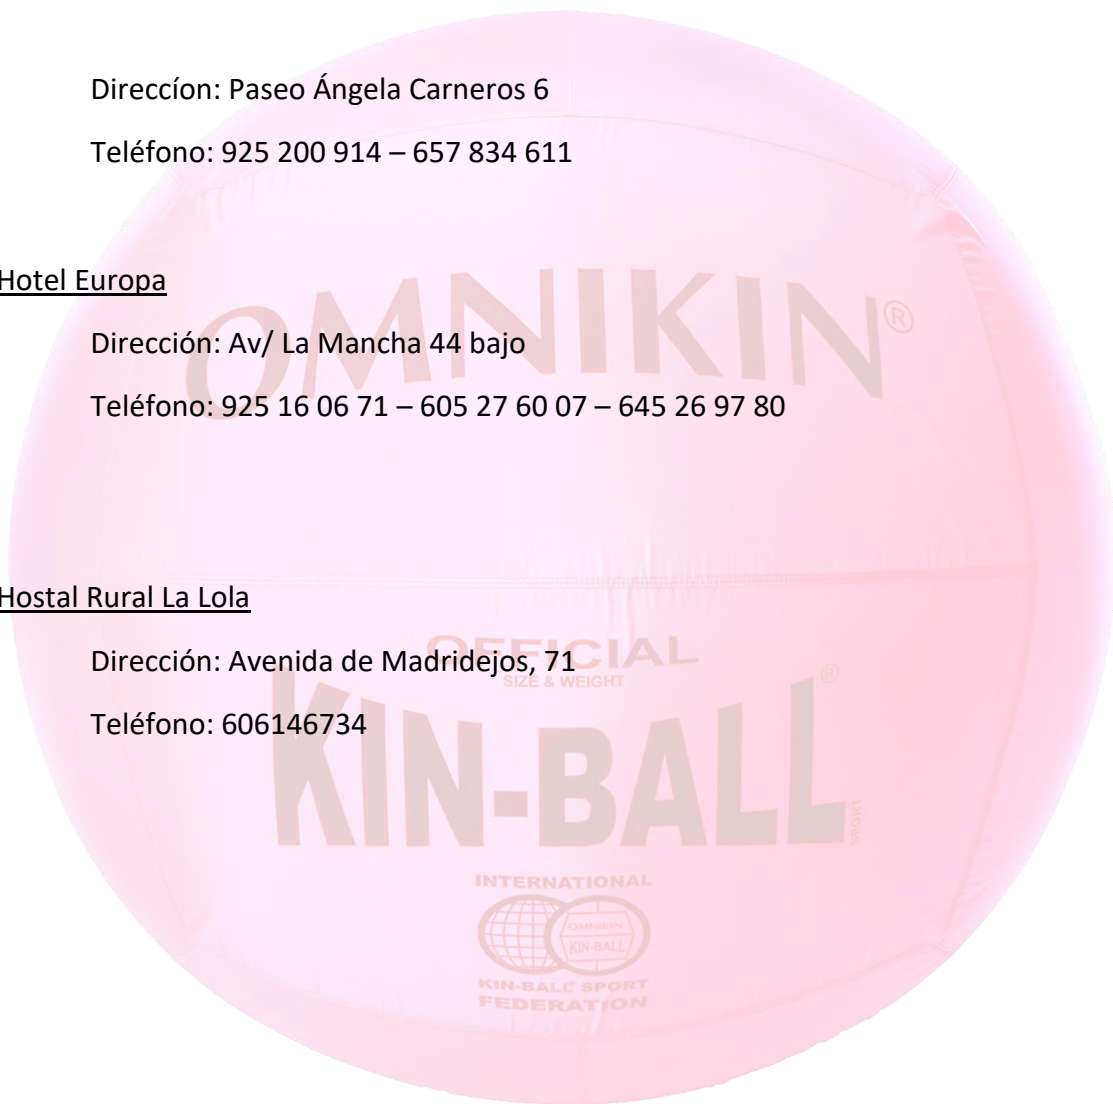 Direccíon: Paseo Ángela Carneros 6
Teléfono: 925 200 914 – 657 834 611
Hotel Europa
Dirección: Av/ La Mancha 44 bajo
Teléfono: 925 16 06 71 – 605 27 60 07 – 645 26 97 80
Hostal Rural La Lola
Dirección: Avenida de Madridejos, 71
Teléfono: 606146734
OMNIKIN®
OFFICIAL
SIZE & WEIGHT
KIN-BALL®
SPORT
INTERNATIONAL
OMNIKIN
KIN-BALL
KIN-BALL® SPORT
FEDERATION